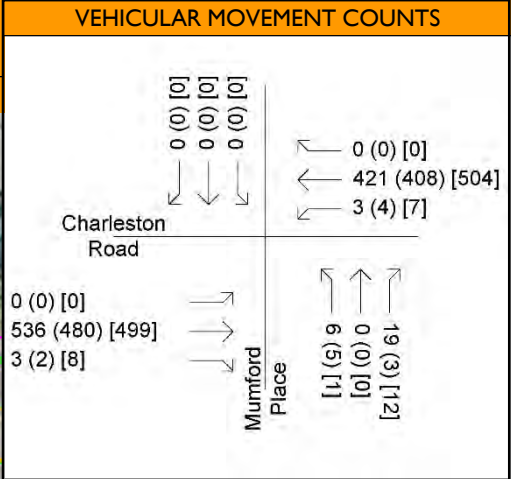 VEHICULAR MOVEMENT COUNTS
0 (0) [0]
0 (0) [0]
0 (0) [0]
0 (0) [0]
421 (408) [504]
3 (4) [7]
Charleston
Road
0 (0) [0]
536 (480) [499]
3 (2) [8]
Mumford
Place
6 (5) [1]
0 (0) [0]
19 (3) [12]